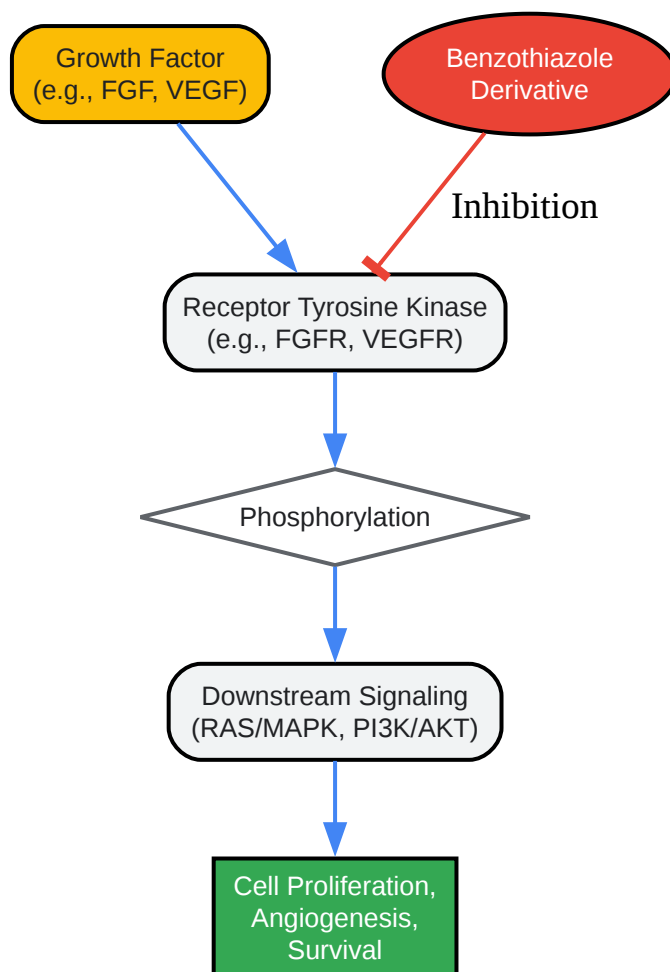 Growth Factor
(e.g., FGF, VEGF)
Benzothiazole
Derivative
Inhibition
Receptor Tyrosine Kinase
(e.g., FGFR, VEGFR)
Phosphorylation
Downstream Signaling
(RAS/MAPK, PI3K/AKT)
Cell Proliferation,
Angiogenesis,
Survival